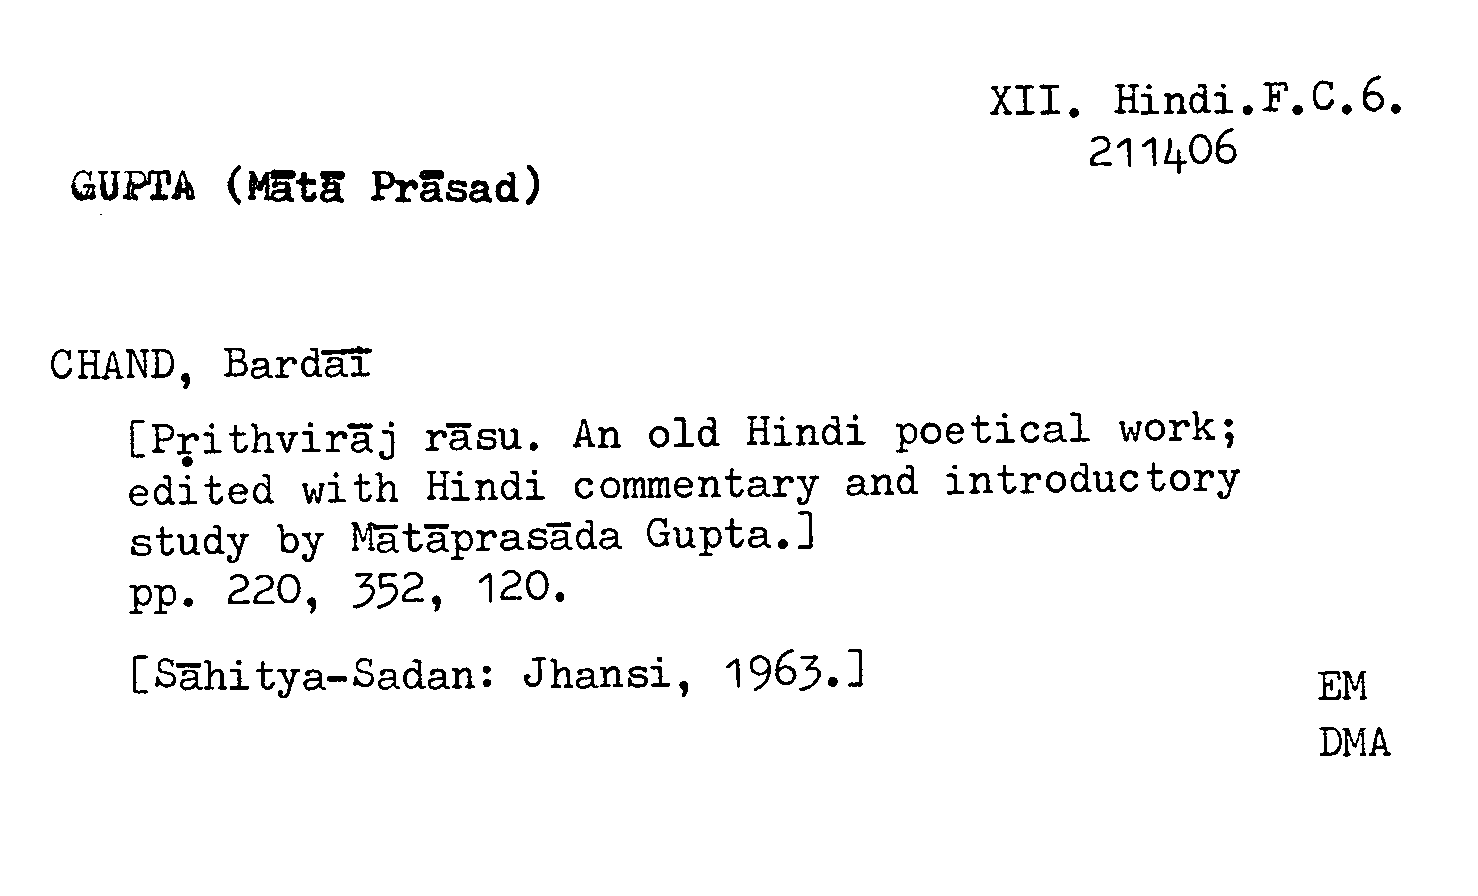 XII. Hindi.F.C.6.
211406
GUPTA (Mātā Prāsad)
CHAND, Bardāī
[Pṛithvirāj rāsu. An old Hindi poetical work;
edited with Hindi commentary and introductory
study by Mātāprasāda Gupta.]
pp. 220, 352, 120.
[Sāhitya-Sadan: Jhansi, 1963.]
EM
DMA